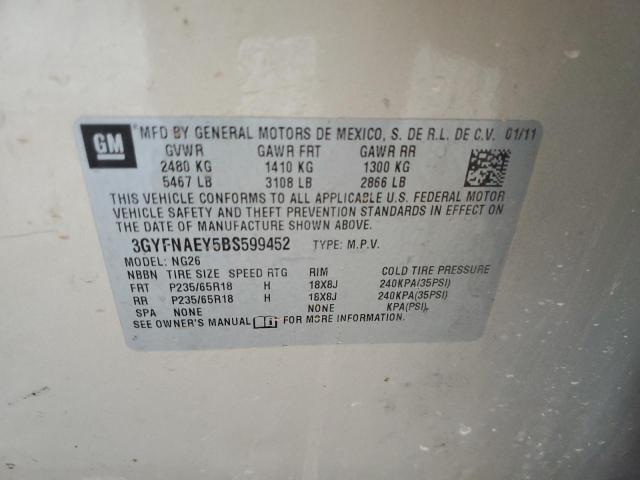 GM
MFD BY GENERAL MOTORS DE MEXICO, S. DE R.L. DE C.V. 01/11
GVWR GAWR FRT GAWR RR
2480 KG 1410 KG 1300 KG
5467 LB 3108 LB 2866 LB
THIS VEHICLE CONFORMS TO ALL APPLICABLE U.S. FEDERAL MOTOR
VEHICLE SAFETY AND THEFT PREVENTION STANDARDS IN EFFECT ON
THE DATE OF MANUFACTURE SHOWN ABOVE.
3GYFNAEY5BS599452 TYPE: M.P.V.
MODEL: NG26
NBBN TIRE SIZE SPEED RTG RIM COLD TIRE PRESSURE
FRT P235/65R18 H 18X8J 240KPA(35PSI)
RR P235/65R18 H 18X8J 240KPA(35PSI)
SPA NONE NONE KPA(PSI)
SEE OWNER'S MANUAL FOR MORE INFORMATION.